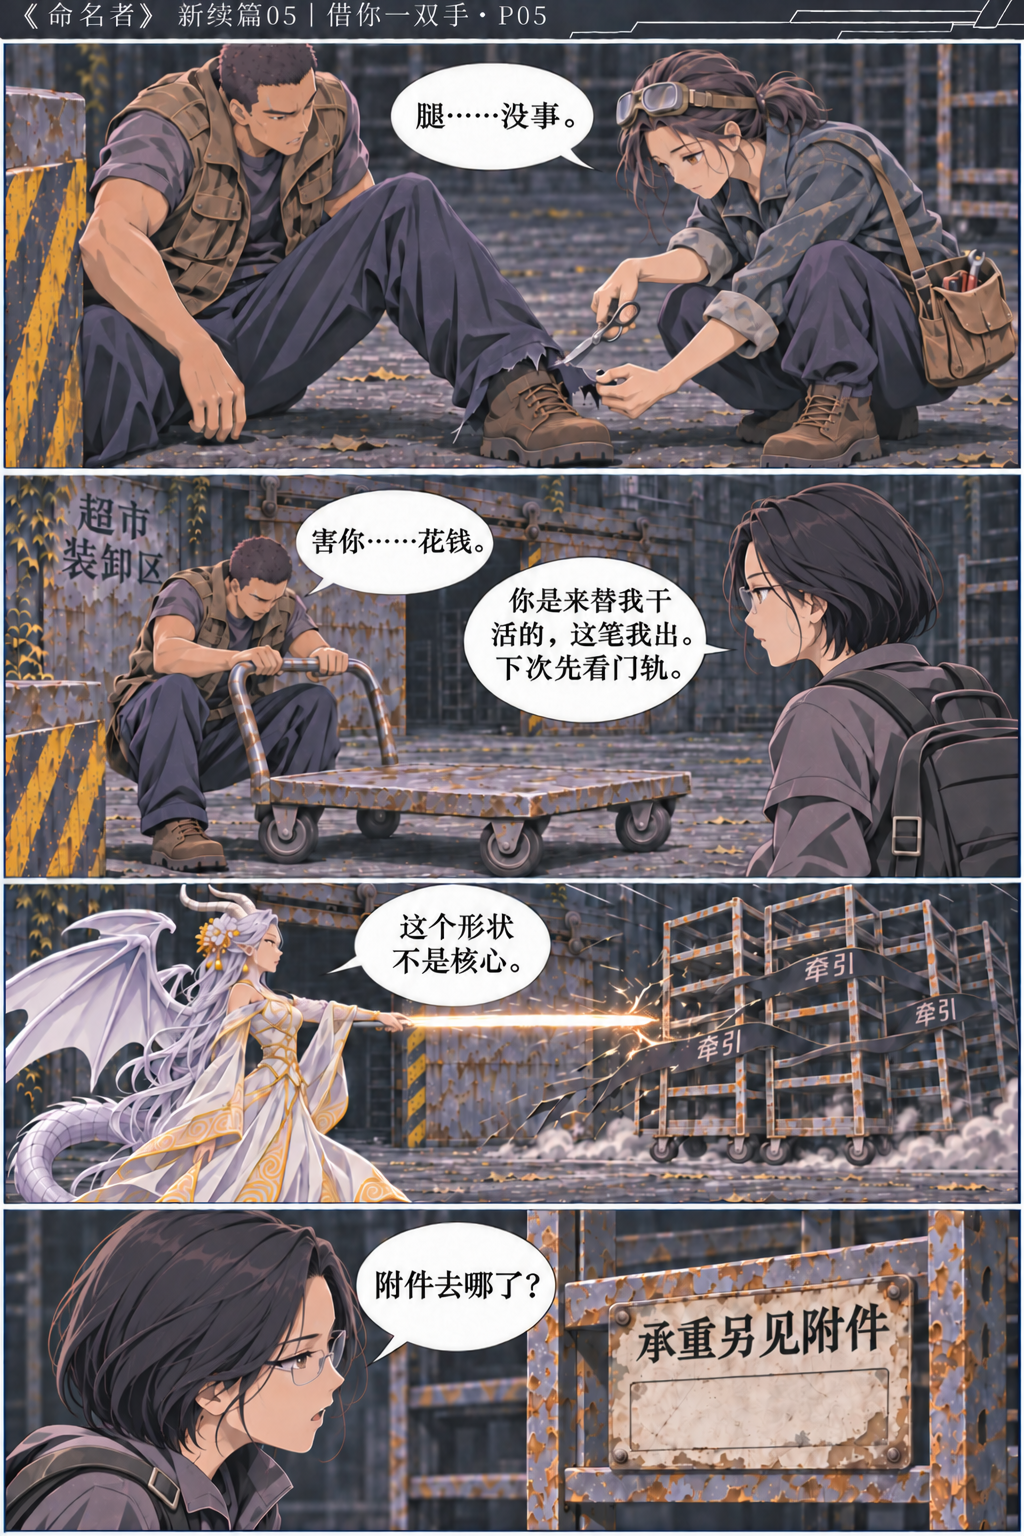 《命名者》 新续篇05｜借你一双手·P05
腿……没事。
超市
装卸区
害你……花钱。
你是来替我干
活的，这笔我出。
下次先看门轨。
这个形状
不是核心。
牵引
牵引
牵引
附件去哪了？
承重另见附件